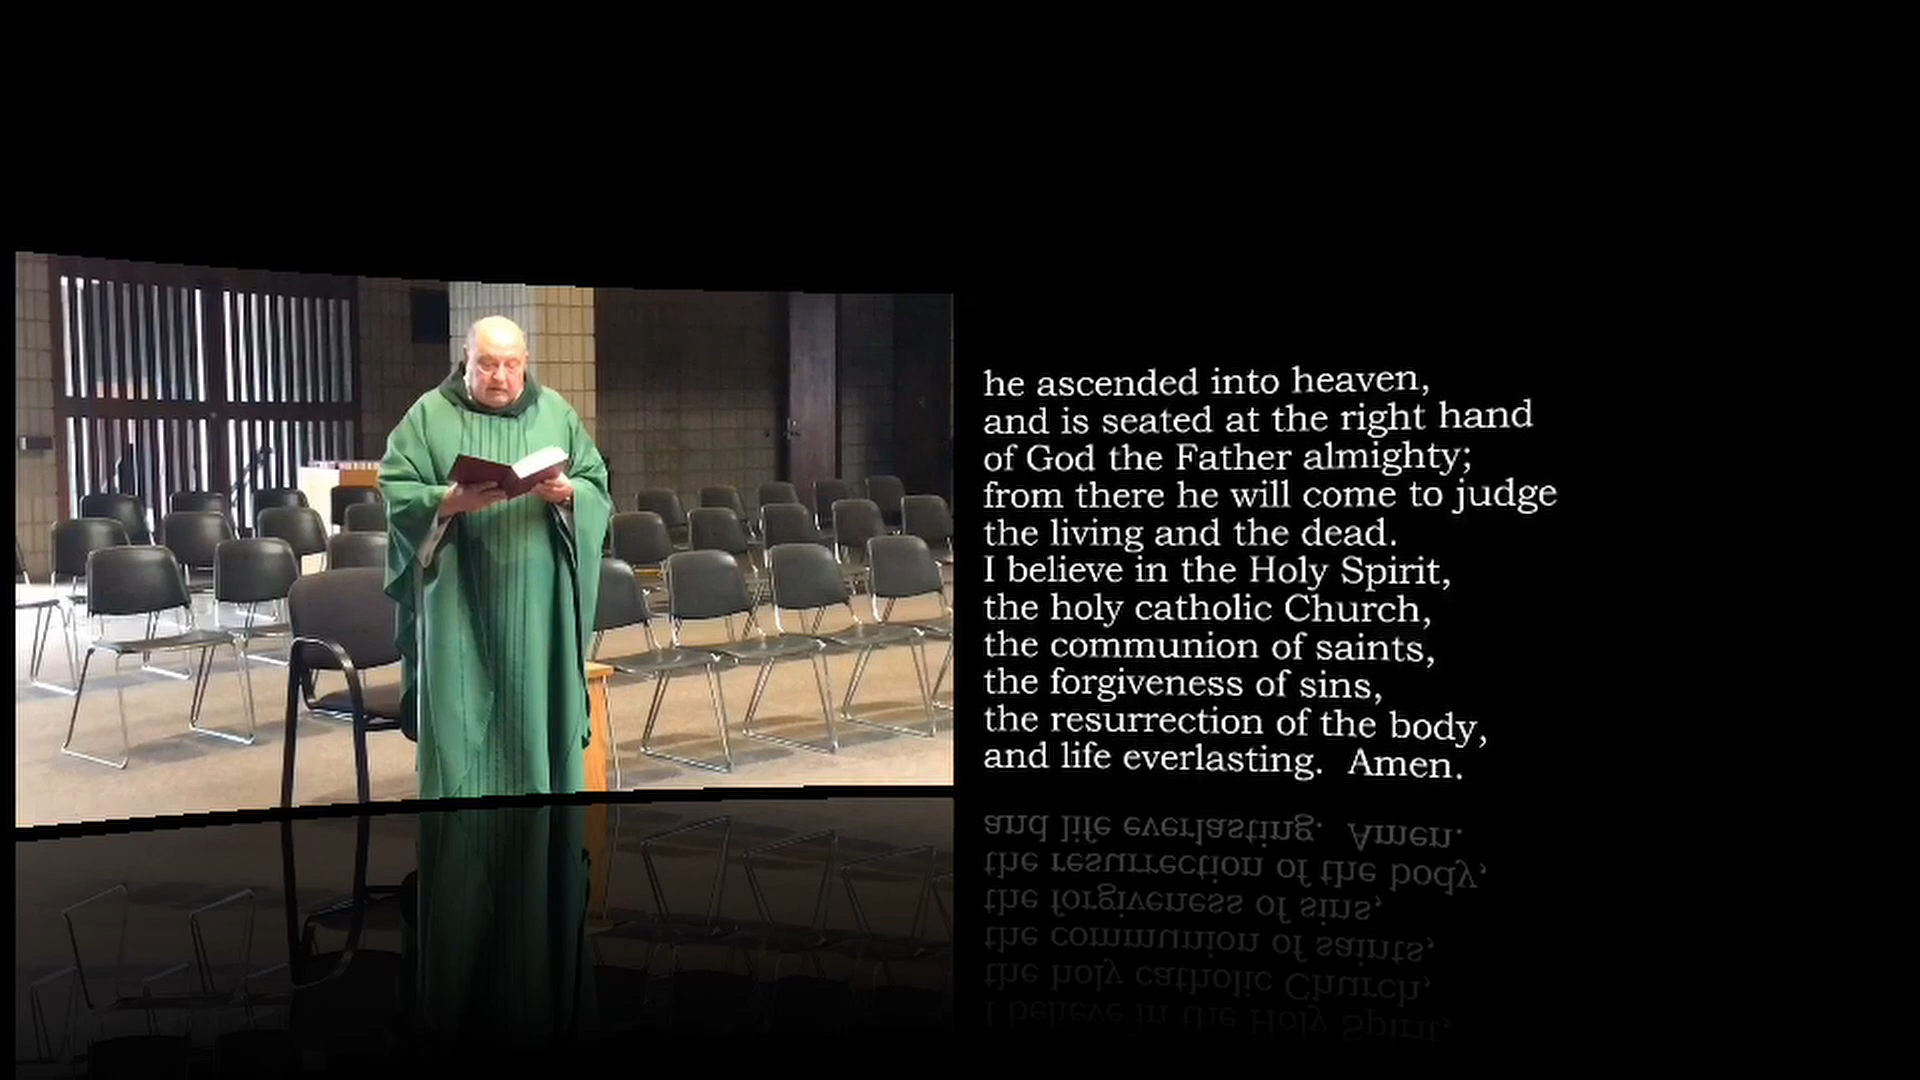 he ascended into heaven,
and is seated at the right hand
of God the Father almighty;
from there he will come to judge
the living and the dead.
I believe in the Holy Spirit,
the holy catholic Church,
the communion of saints,
the forgiveness of sins,
the resurrection of the body,
and life everlasting.  Amen.